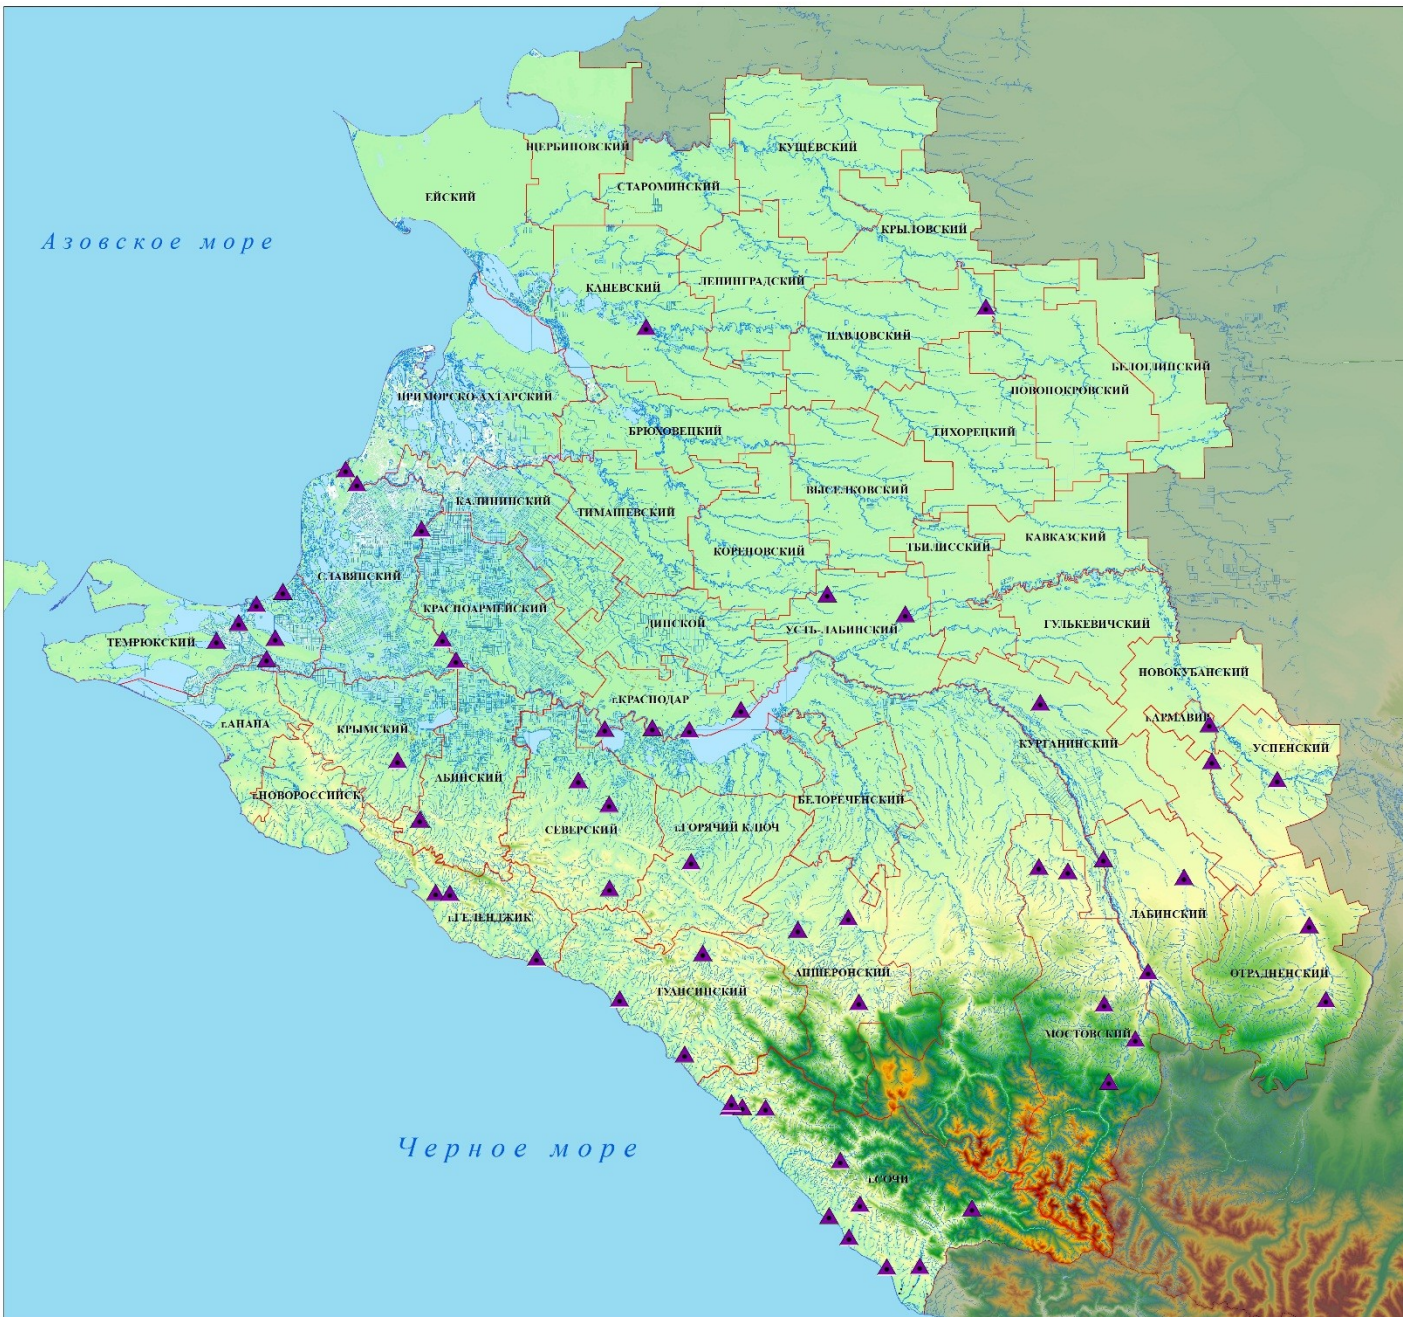 ЩЕРБИНОВСКИЙ
КУЩЕВСКИЙ
СТАРОМИНСКИЙ
ЕЙСКИЙ
КРЫЛОВСКИЙ
Азовское море
ЛЕНИНГРАДСКИЙ
КАНЕВСКИЙ
ПАВЛОВСКИЙ
БЕЛОГЛИНСКИЙ
НОВОПОКРОВСКИЙ
ПРИМОРСКО-АХТАРСКИЙ
БРЮХОВЕЦКИЙ
ТИХОРЕЦКИЙ
ВЫСЕЛКОВСКИЙ
КАЛИНИНСКИЙ
ТИМАШЕВСКИЙ
КАВКАЗСКИЙ
КОРЕНОВСКИЙ
ТБИЛИССКИЙ
СЛАВЯНСКИЙ
КРАСНОАРМЕЙСКИЙ
ДИНСКОЙ
ГУЛЬКЕВИЧСКИЙ
УСТЬ-ЛАБИНСКИЙ
ТЕМРЮКСКИЙ
НОВОКУБАНСКИЙ
г.КРАСНОДАР
г.АРМАВИР
г.АНАПА
КРЫМСКИЙ
КУРГАНИНСКИЙ
УСПЕНСКИЙ
АБИНСКИЙ
г.НОВОРОССИЙСК
БЕЛОРЕЧЕНСКИЙ
СЕВЕРСКИЙ
г.ГОРЯЧИЙ КЛЮЧ
г.ГЕЛЕНДЖИК
ЛАБИНСКИЙ
АПШЕРОНСКИЙ
ОТРАДНЕНСКИЙ
ТУАПСИНСКИЙ
МОСТОВСКИЙ
Черное море
г.СОЧИ